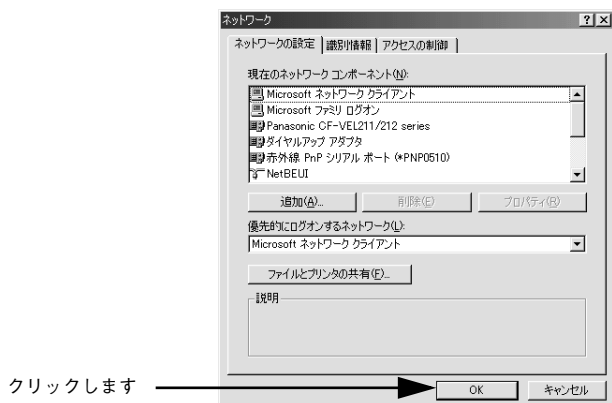 ネットワーク
ネットワークの設定 識別情報 アクセスの制御
現在のネットワーク コンポーネント(N):
Microsoft ネットワーク クライアント
Microsoft ファミリ ログオン
Panasonic CF-VEL211/212 series
ダイヤルアップ アダプタ
赤外線 PnP シリアル ポート (*PNP0510)
NetBEUI
追加(A)... 削除(E) プロパティ(R)
優先的にログオンするネットワーク(L):
Microsoft ネットワーク クライアント
ファイルとプリンタの共有(F)...
説明
クリックします
OK キャンセル